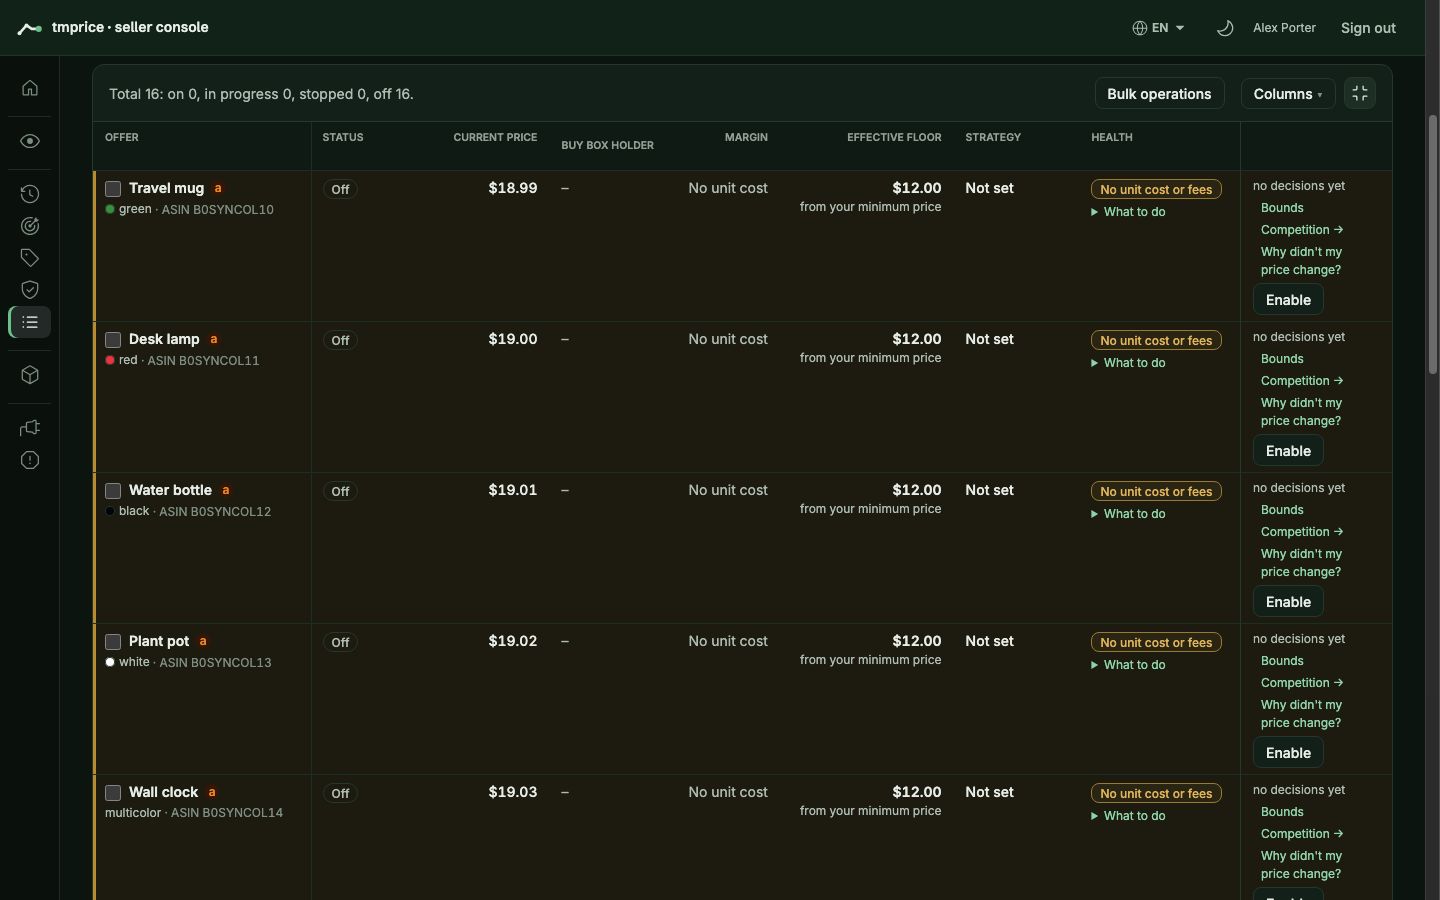 tmprice · seller console
EN
Alex Porter
Sign out
Total 16: on 0, in progress 0, stopped 0, off 16.
Bulk operations
Columns
OFFER STATUS CURRENT PRICE BUY BOX HOLDER MARGIN EFFECTIVE FLOOR STRATEGY HEALTH
Travel mug a Off $18.99 – No unit cost $12.00 Not set No unit cost or fees no decisions yet
green · ASIN B0SYNCOL10 from your minimum price What to do Bounds
Competition →
Why didn't my
price change?
Enable
Desk lamp a Off $19.00 – No unit cost $12.00 Not set No unit cost or fees no decisions yet
red · ASIN B0SYNCOL11 from your minimum price What to do Bounds
Competition →
Why didn't my
price change?
Enable
Water bottle a Off $19.01 – No unit cost $12.00 Not set No unit cost or fees no decisions yet
black · ASIN B0SYNCOL12 from your minimum price What to do Bounds
Competition →
Why didn't my
price change?
Enable
Plant pot a Off $19.02 – No unit cost $12.00 Not set No unit cost or fees no decisions yet
white · ASIN B0SYNCOL13 from your minimum price What to do Bounds
Competition →
Why didn't my
price change?
Enable
Wall clock a Off $19.03 – No unit cost $12.00 Not set No unit cost or fees no decisions yet
multicolor · ASIN B0SYNCOL14 from your minimum price What to do Bounds
Competition →
Why didn't my
price change?